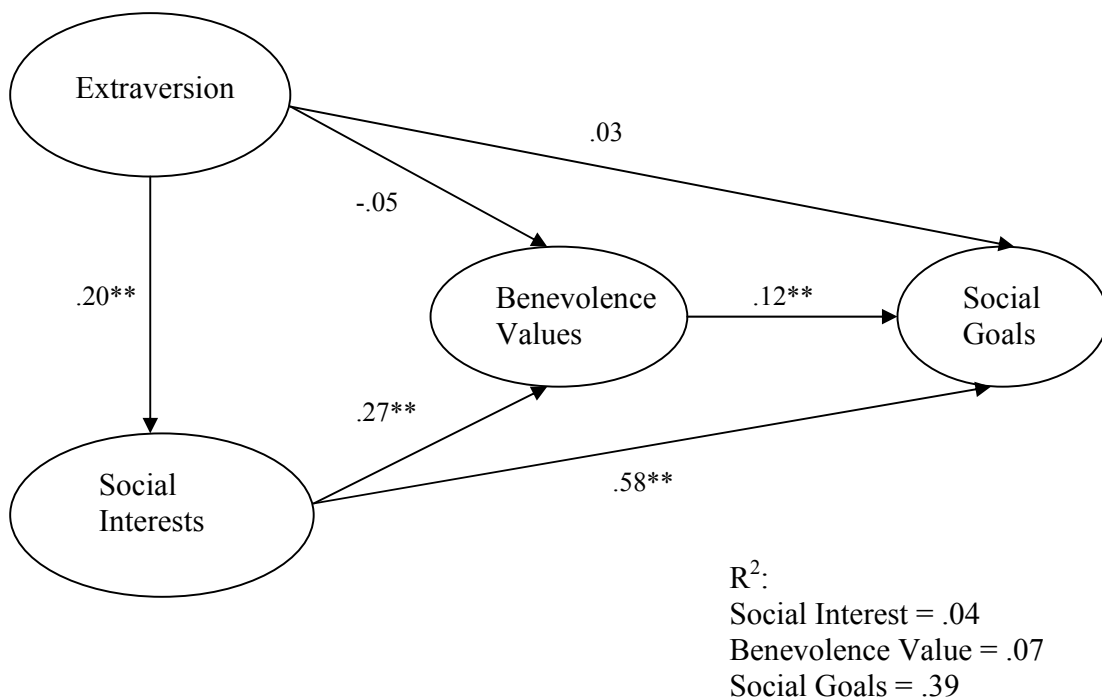 Extraversion
.03
-.05
.20**
Benevolence
Values
.12**
Social
Goals
.27**
Social
Interests
.58**
R²:
Social Interest = .04
Benevolence Value = .07
Social Goals = .39